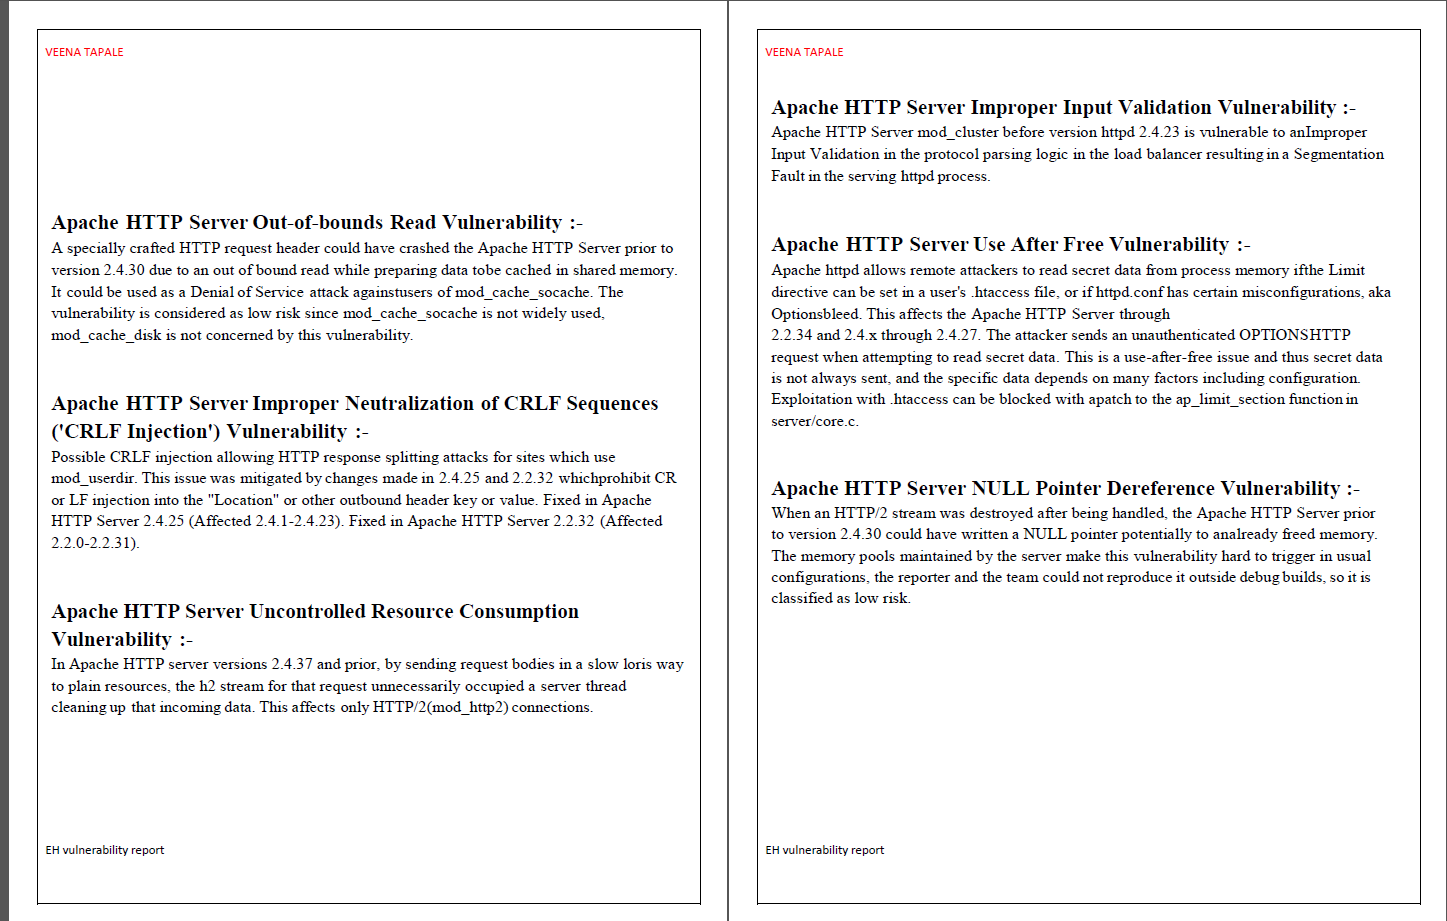 VEENA TAPALE
Apache HTTP Server Out-of-bounds Read Vulnerability :-
A specially crafted HTTP request header could have crashed the Apache HTTP Server prior to
version 2.4.30 due to an out of bound read while preparing data tobe cached in shared memory.
It could be used as a Denial of Service attack againstusers of mod_cache_socache. The
vulnerability is considered as low risk since mod_cache_socache is not widely used,
mod_cache_disk is not concerned by this vulnerability.
Apache HTTP Server Improper Neutralization of CRLF Sequences
('CRLF Injection') Vulnerability :-
Possible CRLF injection allowing HTTP response splitting attacks for sites which use
mod_userdir. This issue was mitigated by changes made in 2.4.25 and 2.2.32 whichprohibit CR
or LF injection into the "Location" or other outbound header key or value. Fixed in Apache
HTTP Server 2.4.25 (Affected 2.4.1-2.4.23). Fixed in Apache HTTP Server 2.2.32 (Affected
2.2.0-2.2.31).
Apache HTTP Server Uncontrolled Resource Consumption
Vulnerability :-
In Apache HTTP server versions 2.4.37 and prior, by sending request bodies in a slow loris way
to plain resources, the h2 stream for that request unnecessarily occupied a server thread
cleaning up that incoming data. This affects only HTTP/2(mod_http2) connections.
EH vulnerability report
VEENA TAPALE
Apache HTTP Server Improper Input Validation Vulnerability :-
Apache HTTP Server mod_cluster before version httpd 2.4.23 is vulnerable to anImproper
Input Validation in the protocol parsing logic in the load balancer resulting in a Segmentation
Fault in the serving httpd process.
Apache HTTP Server Use After Free Vulnerability :-
Apache httpd allows remote attackers to read secret data from process memory ifthe Limit
directive can be set in a user's .htaccess file, or if httpd.conf has certain misconfigurations, aka
Optionsbleed. This affects the Apache HTTP Server through
2.2.34 and 2.4.x through 2.4.27. The attacker sends an unauthenticated OPTIONSHTTP
request when attempting to read secret data. This is a use-after-free issue and thus secret data
is not always sent, and the specific data depends on many factors including configuration.
Exploitation with .htaccess can be blocked with apatch to the ap_limit_section function in
server/core.c.
Apache HTTP Server NULL Pointer Dereference Vulnerability :-
When an HTTP/2 stream was destroyed after being handled, the Apache HTTP Server prior
to version 2.4.30 could have written a NULL pointer potentially to analready freed memory.
The memory pools maintained by the server make this vulnerability hard to trigger in usual
configurations, the reporter and the team could not reproduce it outside debug builds, so it is
classified as low risk.
EH vulnerability report